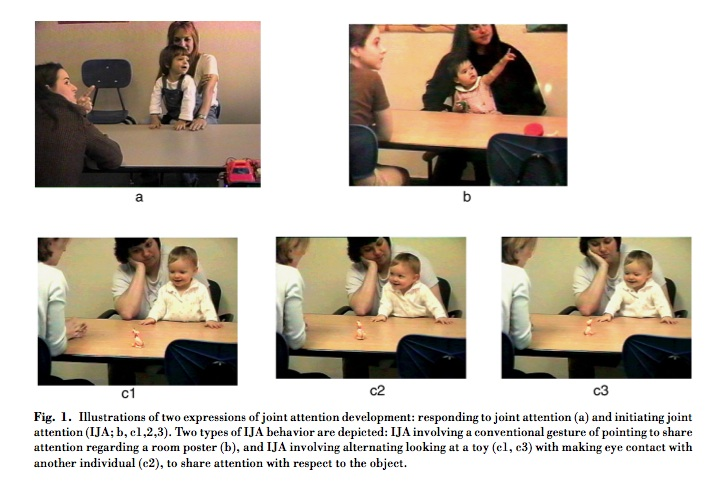 a
b
c1
c2
c3
Fig. 1. Illustrations of two expressions of joint attention development: responding to joint attention (a) and initiating joint
attention (IJA; b, c1,2,3). Two types of IJA behavior are depicted: IJA involving a conventional gesture of pointing to share
attention regarding a room poster (b), and IJA involving alternating looking at a toy (c1, c3) with making eye contact with
another individual (c2), to share attention with respect to the object.